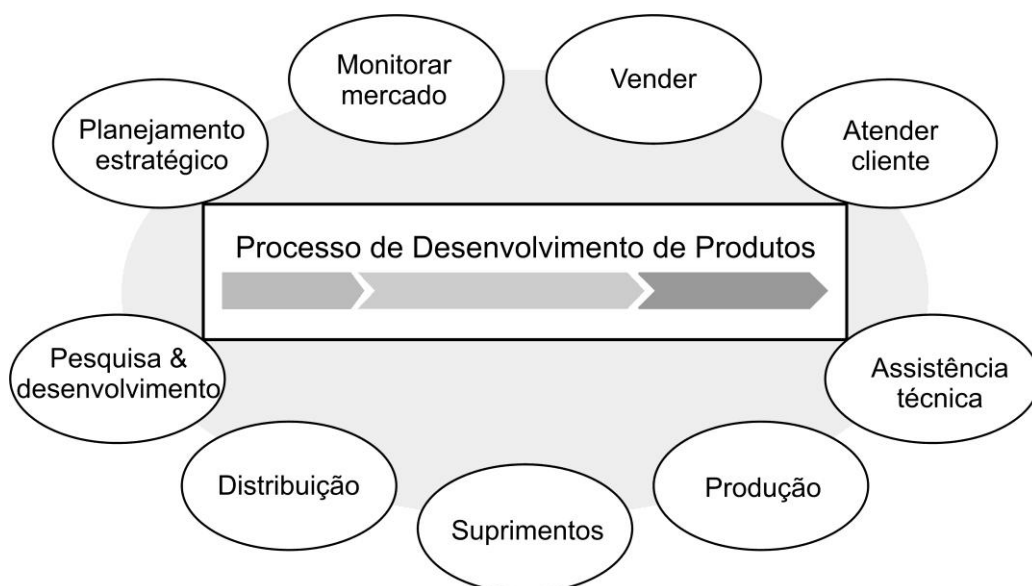 Monitorar
mercado
Vender
Planejamento
estratégico
Atender
cliente
Processo de Desenvolvimento de Produtos
Pesquisa &
desenvolvimento
Assistência
técnica
Distribuição
Produção
Suprimentos